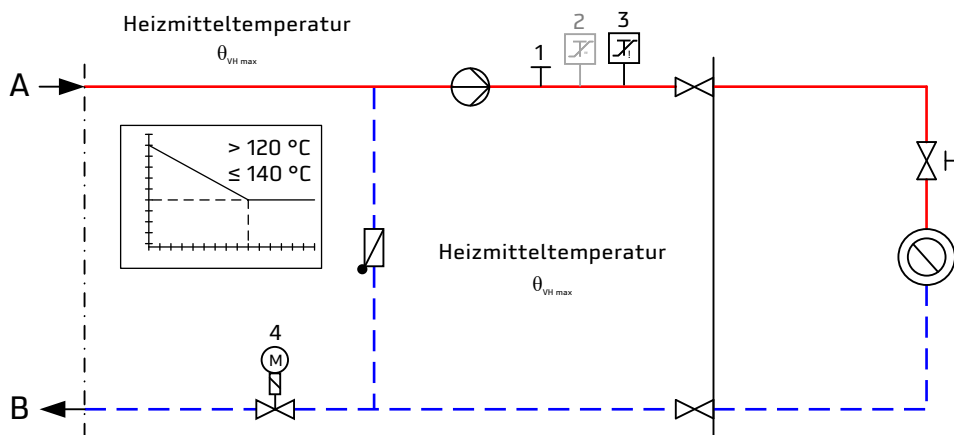 Heizmitteltemperatur
θVH max
2
3
1
A
> 120 °C
≤ 140 °C
Heizmitteltemperatur
θVH max
4
M
B